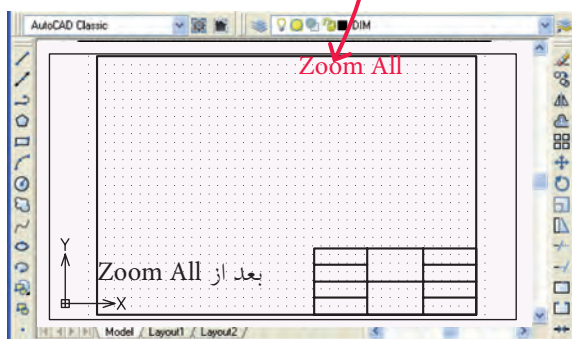 AutoCAD Classic
DIM
Zoom All
Y
بعد از Zoom All
X
Model / Layout1 / Layout2 /